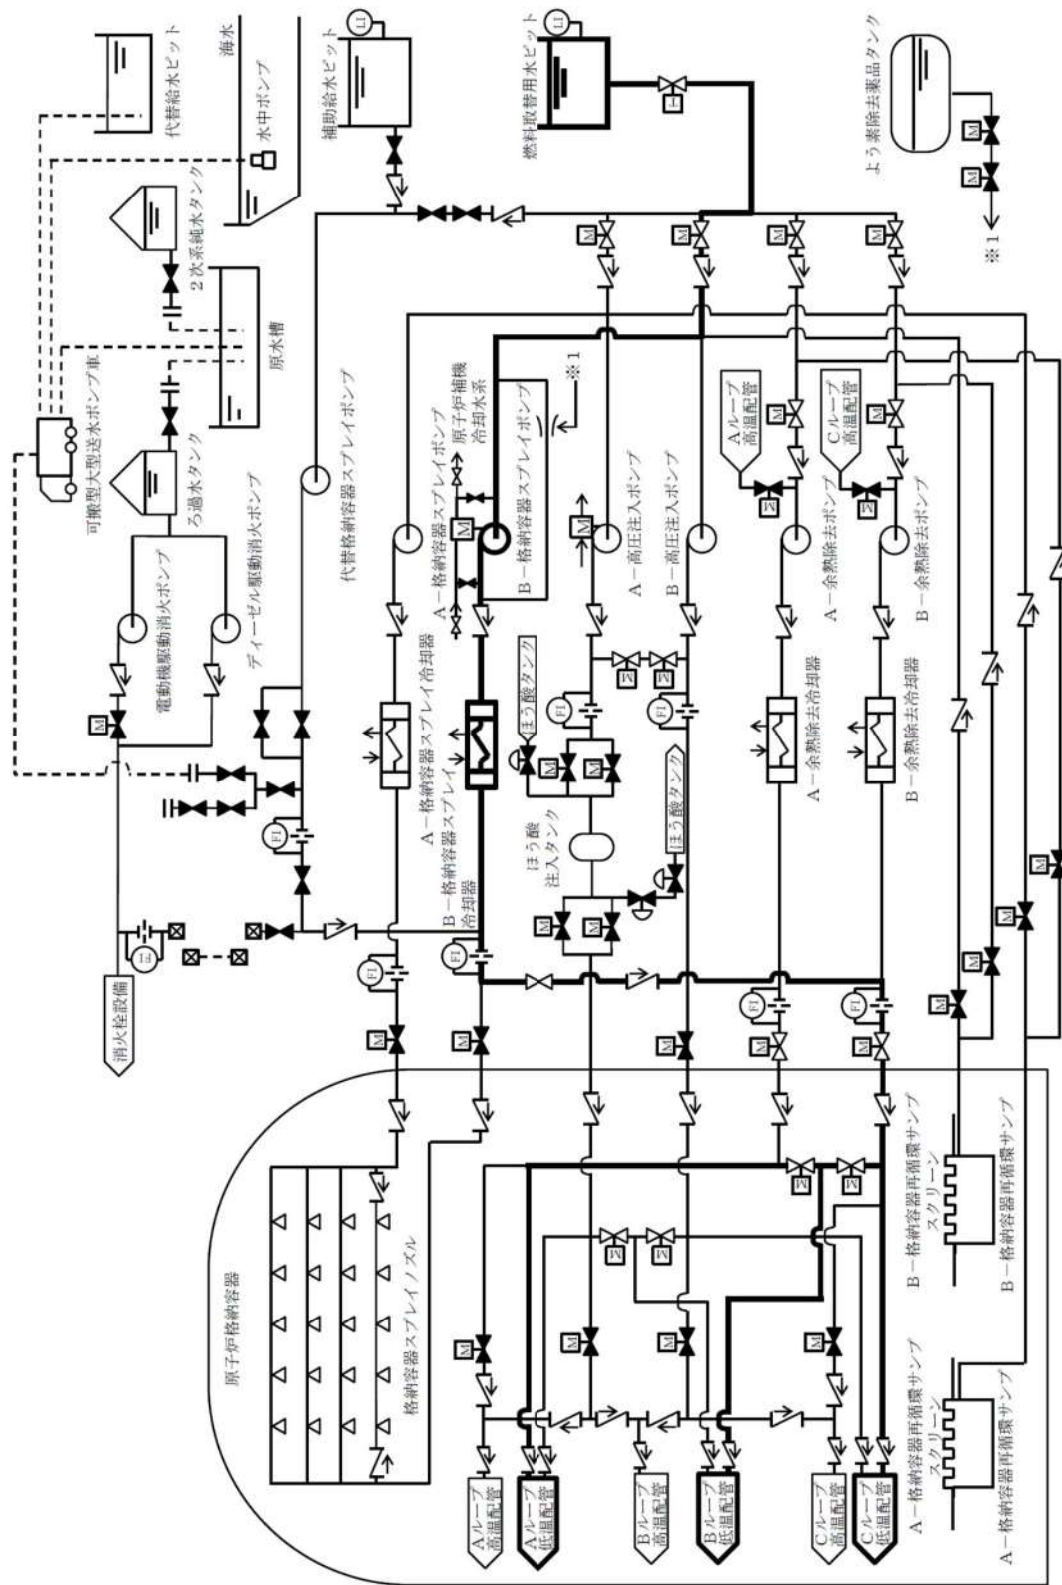 代替給水ピット
海水
水中ポンプ
2次系純水タンク
原水槽
可搬型大型送水ポンプ車
ろ過水タンク
電動機駆動消火ポンプ
ディーゼル駆動消火ポンプ
消火栓設備
FI
FI
M
LI
補助給水ピット
LI
燃料取替用水ピット
T
よう素除去薬品タンク
M
M
※1
代替格納容器スプレイポンプ
A-格納容器スプレイポンプ
原子炉補機
冷却水系
M
B-格納容器スプレイポンプ
※1
M
A-高圧注入ポンプ
B-高圧注入ポンプ
M
M
M
M
Aループ
高温配管
M
M
Cループ
高温配管
M
M
A-余熱除去ポンプ
B-余熱除去ポンプ
A-格納容器スプレイ冷却器
B-格納容器スプレイ
冷却器
ほう酸タンク
FI
FI
M
M
M
M
ほう酸
注入タンク
ほう酸タンク
M
M
A-余熱除去冷却器
B-余熱除去冷却器
FI
FI
FI
FI
M
M
M
M
M
M
M
M
M
M
原子炉格納容器
格納容器スプレイノズル
M
M
M
M
M
M
M
M
Aループ
高温配管
Aループ
低温配管
Bループ
高温配管
Bループ
低温配管
Cループ
高温配管
Cループ
低温配管
B-格納容器再循環サンプ
スクリーン
B-格納容器再循環サンプ
A-格納容器再循環サンプ
スクリーン
A-格納容器再循環サンプ